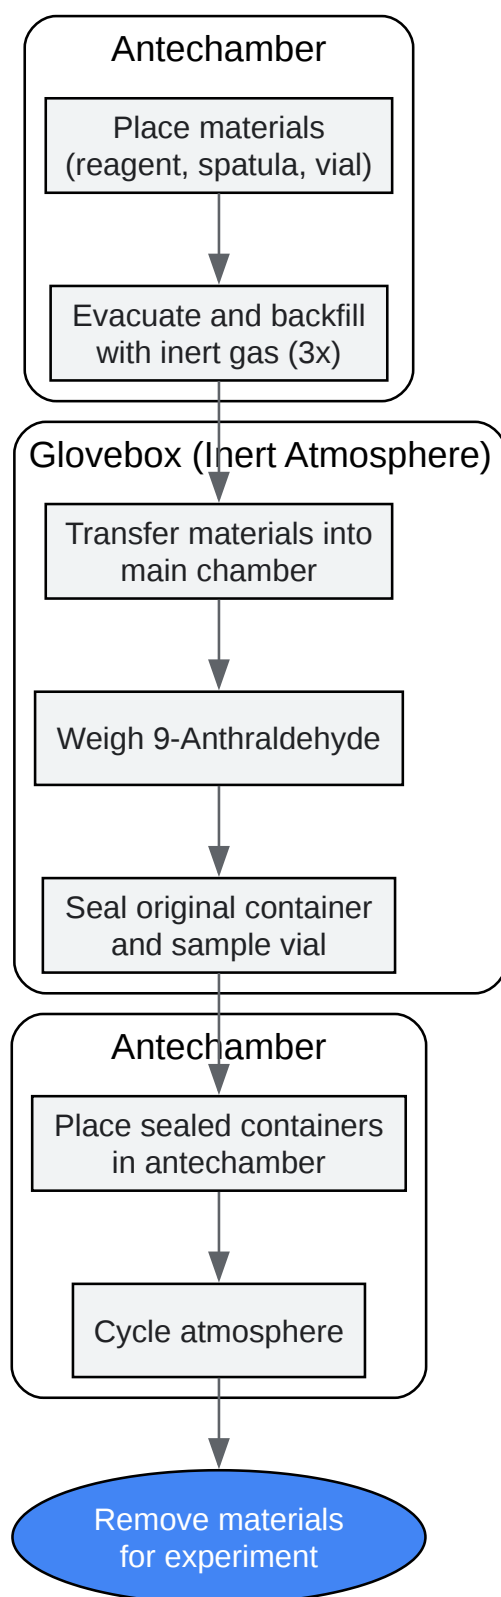 Antechamber
Place materials
(reagent, spatula, vial)
Evacuate and backfill
with inert gas (3x)
Glovebox (Inert Atmosphere)
Transfer materials into
main chamber
Weigh 9-Anthraldehyde
Seal original container
and sample vial
Antechamber
Place sealed containers
in antechamber
Cycle atmosphere
Remove materials
for experiment